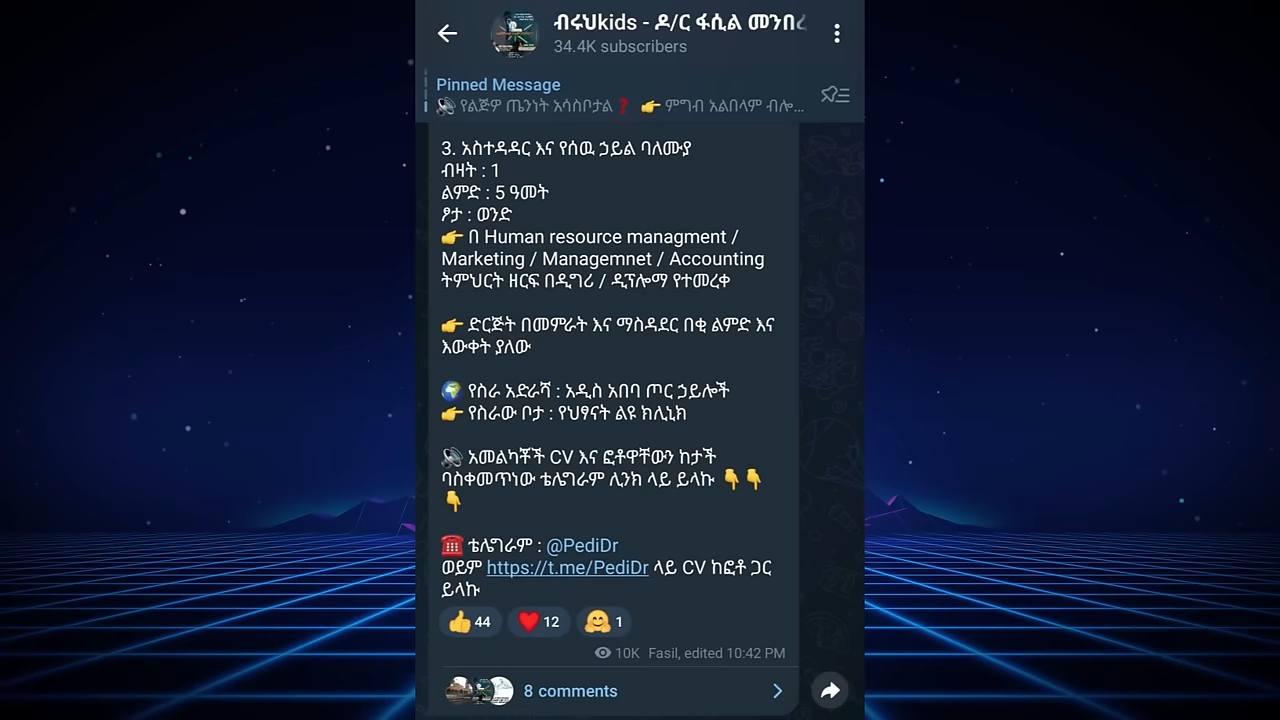 ብሩህkids - ዶ/ር ፋሲል መንበረ
34.4K subscribers
Pinned Message
🔊 የልጅዎ ጤንነት አሳስቦታል❓ 👉 ምግብ አልበላም ብሎ...
3. አስተዳዳር እና የሰዉ ኃይል ባለሙያ
ብዛት : 1
ልምድ : 5 ዓመት
ፆታ : ወንድ
👉 በ Human resource managment /
Marketing / Managemnet / Accounting
ትምህርት ዘርፍ በዲግሪ / ዲፕሎማ የተመረቀ
👉 ድርጅት በመምራት እና ማስዳደር በቂ ልምድ እና
እውቀት ያለው
🌍 የስራ አድራሻ : አዲስ አበባ ጦር ኃይሎች
👉 የስራው ቦታ : የህፃናት ልዩ ክሊኒክ
🔊 አመልካቾች CV እና ፎቶዋቸውን ከታች
ባስቀመጥነው ቴሌግራም ሊንክ ላይ ይላኩ 👇👇
👇
☎️ ቴሌግራም : @PediDr
ወይም https://t.me/PediDr ላይ CV ከፎቶ ጋር
ይላኩ
👍 44 ❤️ 12 🤗 1
10K Fasil, edited 10:42 PM
8 comments